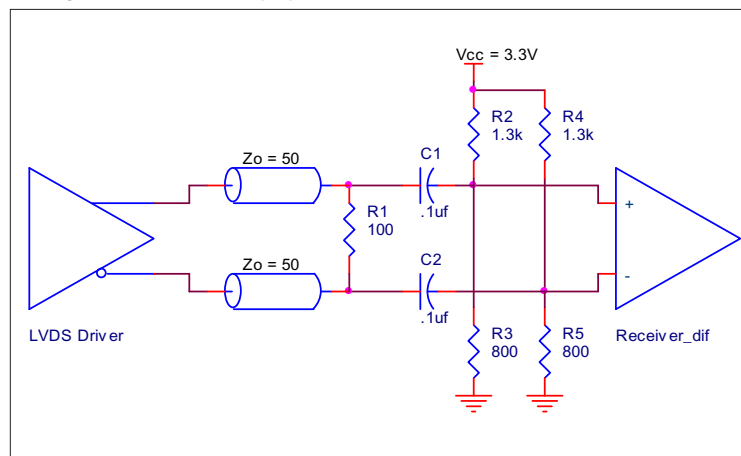 Vcc = 3.3V
R2
1.3k
R4
1.3k
Zo = 50
C1
.1uf
R1
100
+
Zo = 50
C2
.1uf
-
LVDS Driver
R3
800
R5
800
Receiver_dif